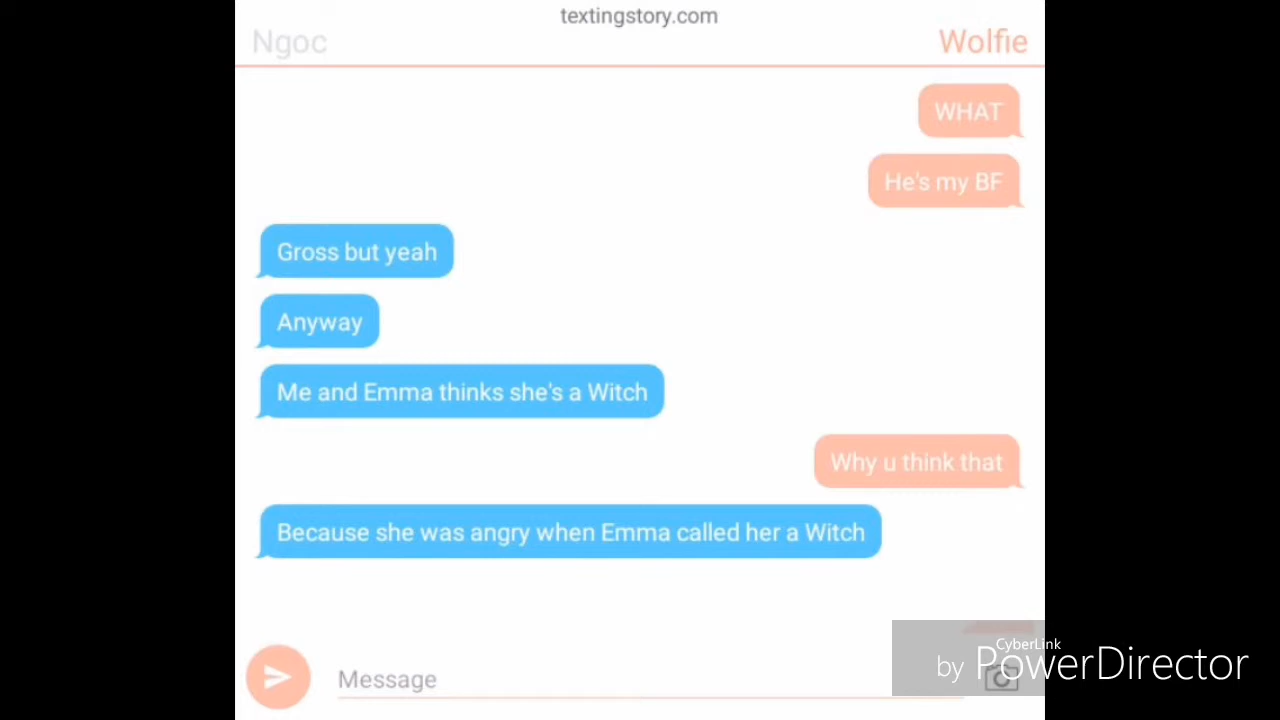 textingstory.com
Ngoc
Wolfie
WHAT
He's my BF
Gross but yeah
Anyway
Me and Emma thinks she's a Witch
Why u think that
Because she was angry when Emma called her a Witch
Message
CyberLink
by PowerDirector